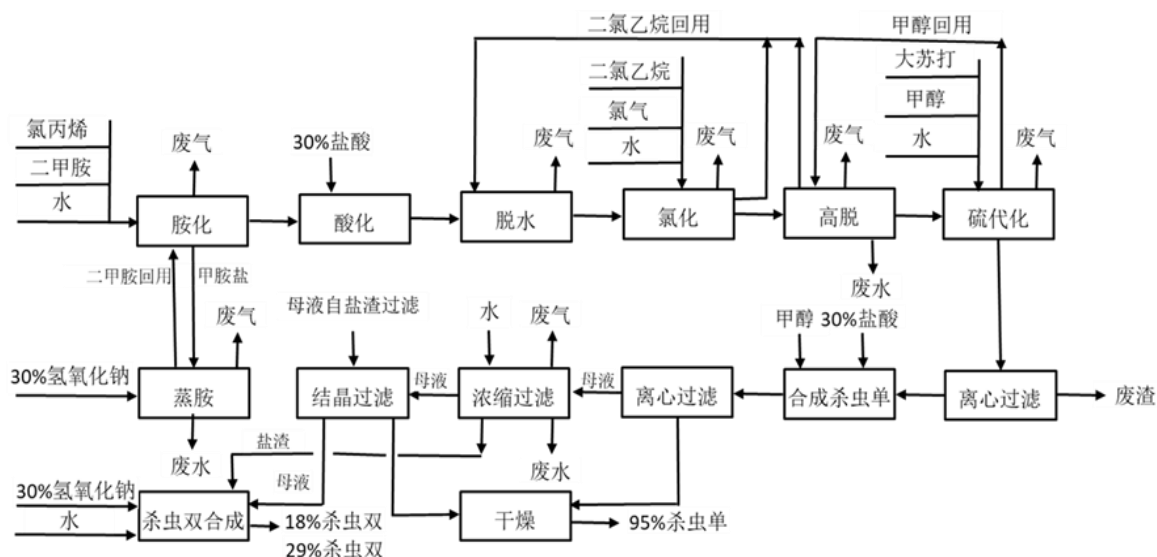 二氯乙烷回用
甲醇回用
二氯乙烷
氯气
水
大苏打
甲醇
水
氯丙烯
二甲胺
水
废气
30%盐酸
废气
废气
废气
废气
胺化
酸化
脱水
氯化
高脱
硫代化
二甲胺回用
甲胺盐
废水
废气
母液自盐渣过滤
水
废气
甲醇
30%盐酸
30%氢氧化钠
蒸胺
结晶过滤
母液
浓缩过滤
母液
离心过滤
合成杀虫单
离心过滤
废渣
废水
盐渣
母液
废水
30%氢氧化钠
水
杀虫双合成
18%杀虫双
29%杀虫双
干燥
95%杀虫单